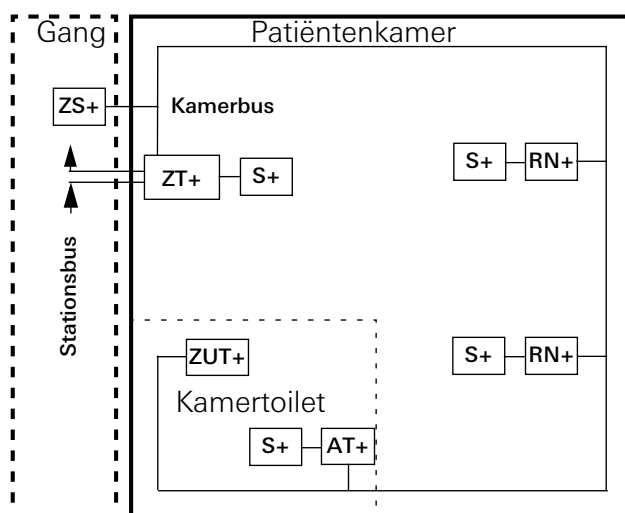 Gang
Patiëntenkamer
ZS+
Kamerbus
ZT+
S+
S+
RN+
Stationsbus
S+
RN+
ZUT+
Kamertoilet
S+
AT+